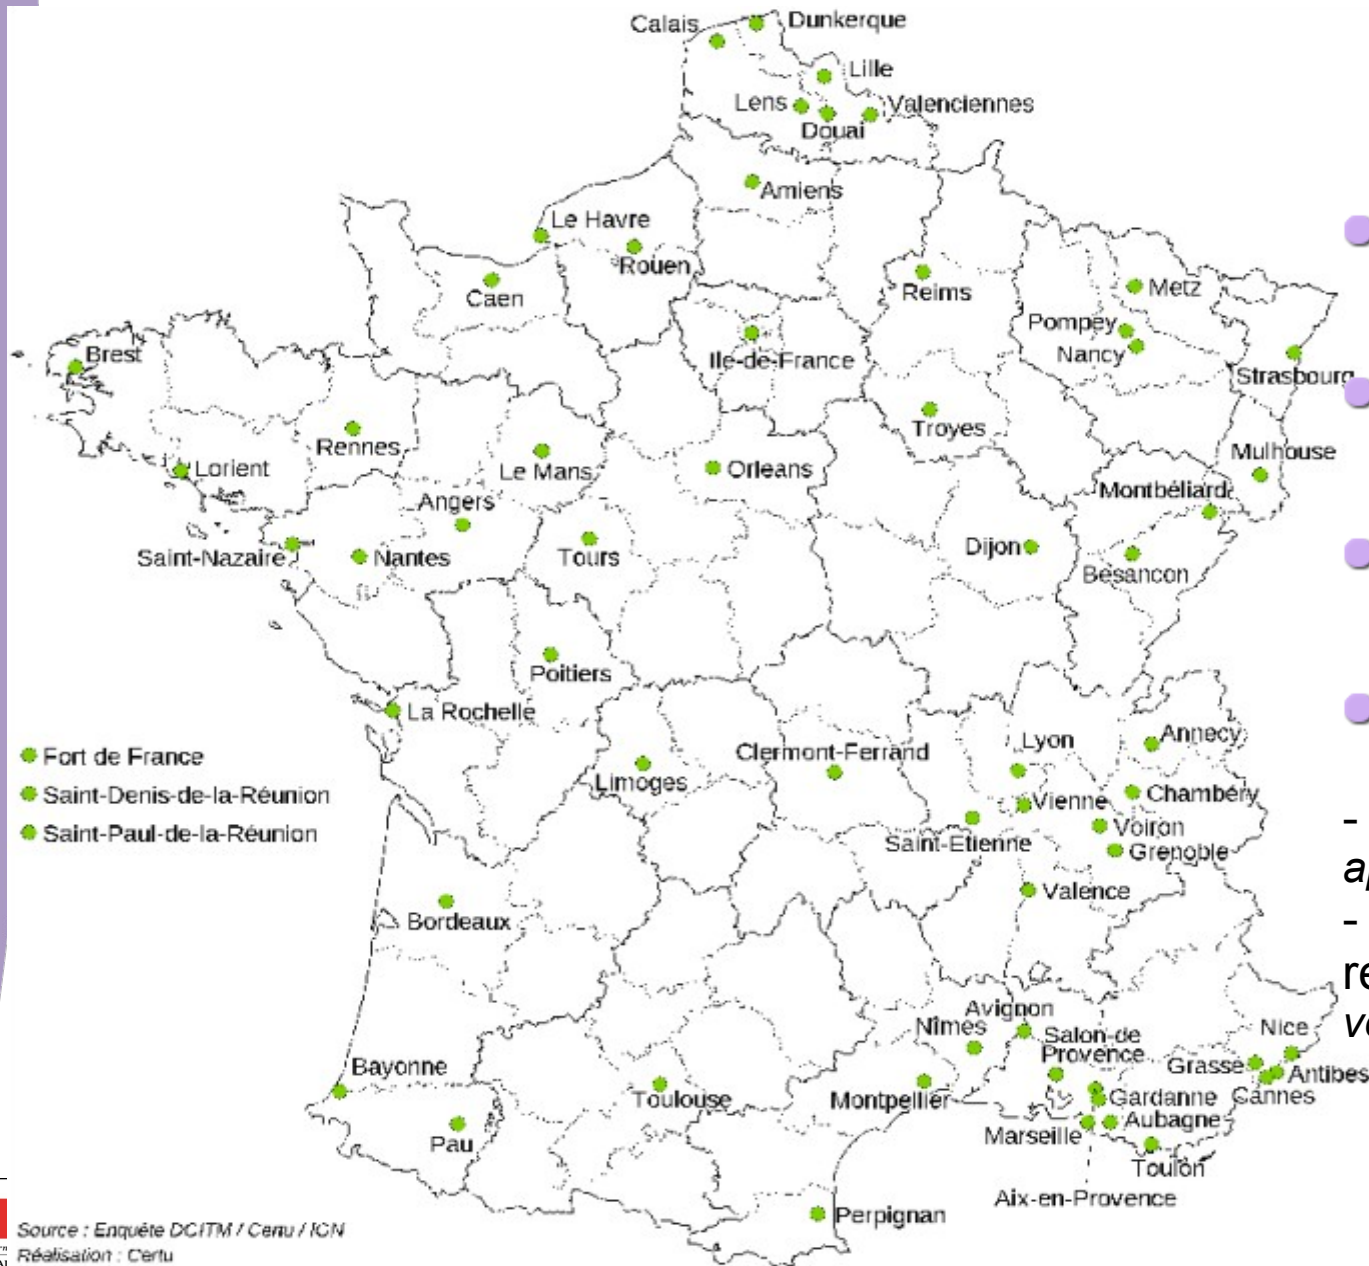 Calais
Dunkerque
Lille
Lens
Valenciennes
Douai
Amiens
Le Havre
Rouen
Caen
Reims
Metz
Pompey
Nancy
Strasbourg
Ile-de-France
Brest
Rennes
Lorient
Le Mans
Orleans
Troyes
Mulhouse
Montbéliard
Angers
Saint-Nazaire
Nantes
Tours
Dijon
Besancon
Poitiers
La Rochelle
Fort de France
Saint-Denis-de-la-Réunion
Saint-Paul-de-la-Réunion
Limoges
Clermont-Ferrand
Lyon
Annecy
Vienne
Chambéry
Saint-Etienne
Voiron
Grenoble
Valence
Bordeaux
Avignon
Nîmes
Salon-de
Provence
Nice
Grasse
Antibes
Cannes
Bayonne
Toulouse
Montpellier
Gardanne
Aubagne
Marseille
Toulon
Pau
Aix-en-Provence
Perpignan
-
-
Source : Enquête DCITM / Certu / IGN
Réalisation : Certu